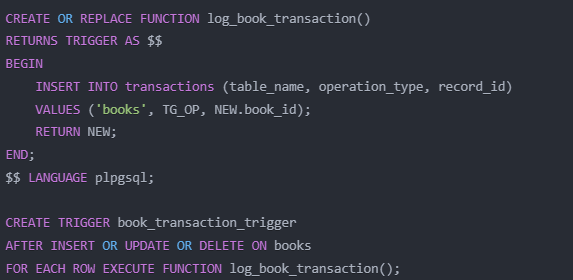 CREATE OR REPLACE FUNCTION log_book_transaction()
RETURNS TRIGGER AS $$
BEGIN
    INSERT INTO transactions (table_name, operation_type, record_id)
    VALUES ('books', TG_OP, NEW.book_id);
    RETURN NEW;
END;
$$ LANGUAGE plpgsql;

CREATE TRIGGER book_transaction_trigger
AFTER INSERT OR UPDATE OR DELETE ON books
FOR EACH ROW EXECUTE FUNCTION log_book_transaction();